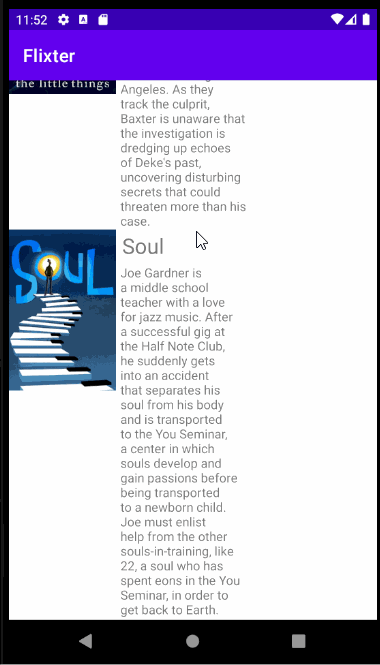 11:52
Flixter
the little things
Angeles. As they
track the culprit,
Baxter is unaware that
the investigation is
dredging up echoes
of Deke's past,
uncovering disturbing
secrets that could
threaten more than his
case.
SOUL
Soul
Joe Gardner is
a middle school
teacher with a love
for jazz music. After
a successful gig at
the Half Note Club,
he suddenly gets
into an accident
that separates his
soul from his body
and is transported
to the You Seminar,
a center in which
souls develop and
gain passions before
being transported
to a newborn child.
Joe must enlist
help from the other
souls-in-training, like
22, a soul who has
spent eons in the You
Seminar, in order to
get back to Earth.